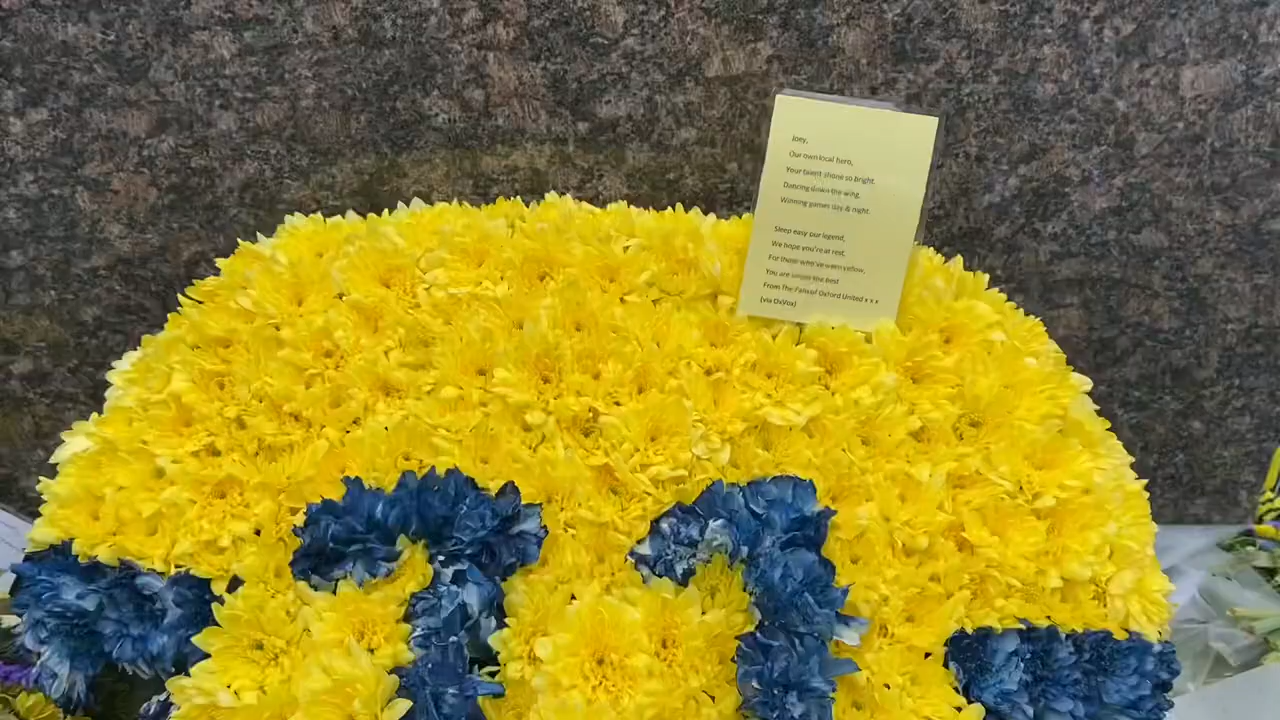 Joey,
Our own local hero,
Your talent shone so bright.
Dancing down the wing,
Winning games day & night.
Sleep easy our legend,
We hope you're at rest,
For those who've worn yellow,
You are simply the best
From The Fans of Oxford United x x x
(via OxVox)